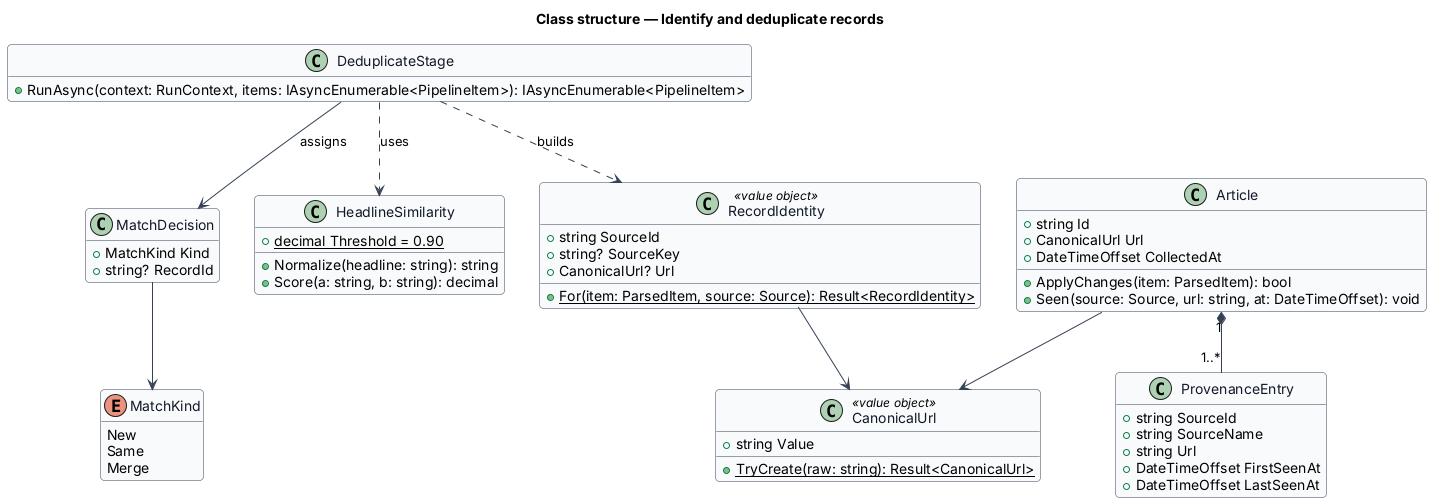 Class structure — Identify and deduplicate records
C DeduplicateStage
RunAsync(context: RunContext, items: IAsyncEnumerable<PipelineItem>): IAsyncEnumerable<PipelineItem>
assigns
uses
builds
C MatchDecision
MatchKind Kind
string? RecordId
C HeadlineSimilarity
decimal Threshold = 0.90
Normalize(headline: string): string
Score(a: string, b: string): decimal
«value object»
C RecordIdentity
string SourceId
string? SourceKey
CanonicalUrl? Url
For(item: ParsedItem, source: Source): Result<RecordIdentity>
C Article
string Id
CanonicalUrl Url
DateTimeOffset CollectedAt
ApplyChanges(item: ParsedItem): bool
Seen(source: Source, url: string, at: DateTimeOffset): void
1
1..*
E MatchKind
New
Same
Merge
«value object»
C CanonicalUrl
string Value
TryCreate(raw: string): Result<CanonicalUrl>
C ProvenanceEntry
string SourceId
string SourceName
string Url
DateTimeOffset FirstSeenAt
DateTimeOffset LastSeenAt